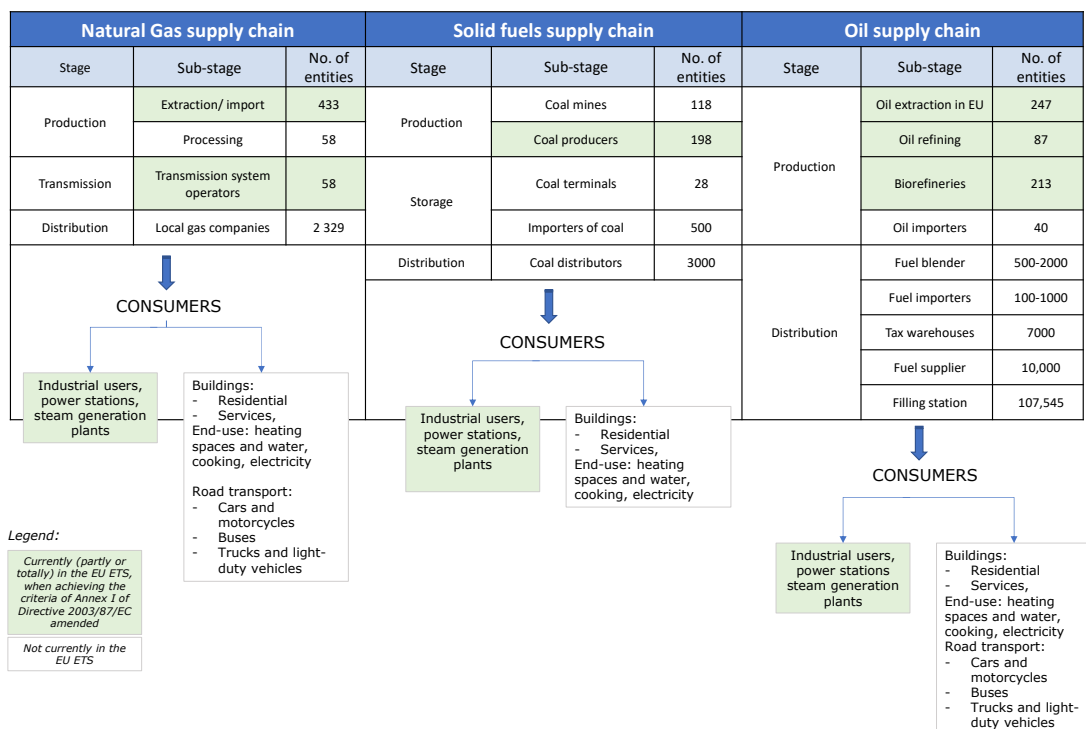 Natural Gas supply chain
Stage
Sub-stage
No. of
entities
Production
Extraction/ import
433
Processing
58
Transmission
Transmission system
operators
58
Distribution
Local gas companies
2 329
CONSUMERS
Industrial users,
power stations,
steam generation
plants
Buildings:
- Residential
- Services,
End-use: heating
spaces and water,
cooking, electricity
Road transport:
- Cars and
motorcycles
- Buses
- Trucks and light-
duty vehicles
Solid fuels supply chain
Stage
Sub-stage
No. of
entities
Production
Coal mines
118
Coal producers
198
Storage
Coal terminals
28
Importers of coal
500
Distribution
Coal distributors
3000
CONSUMERS
Industrial users,
power stations,
steam generation
plants
Buildings:
- Residential
- Services,
End-use: heating
spaces and water,
cooking, electricity
Oil supply chain
Stage
Sub-stage
No. of
entities
Production
Oil extraction in EU
247
Oil refining
87
Biorefineries
213
Oil importers
40
Distribution
Fuel blender
500-2000
Fuel importers
100-1000
Tax warehouses
7000
Fuel supplier
10,000
Filling station
107,545
CONSUMERS
Industrial users,
power stations
steam generation
plants
Buildings:
- Residential
- Services,
End-use: heating
spaces and water,
cooking, electricity
Road transport:
- Cars and
motorcycles
- Buses
- Trucks and light-
duty vehicles
Legend:
Currently (partly or
totally) in the EU ETS,
when achieving the
criteria of Annex I of
Directive 2003/87/EC
amended
Not currently in the
EU ETS